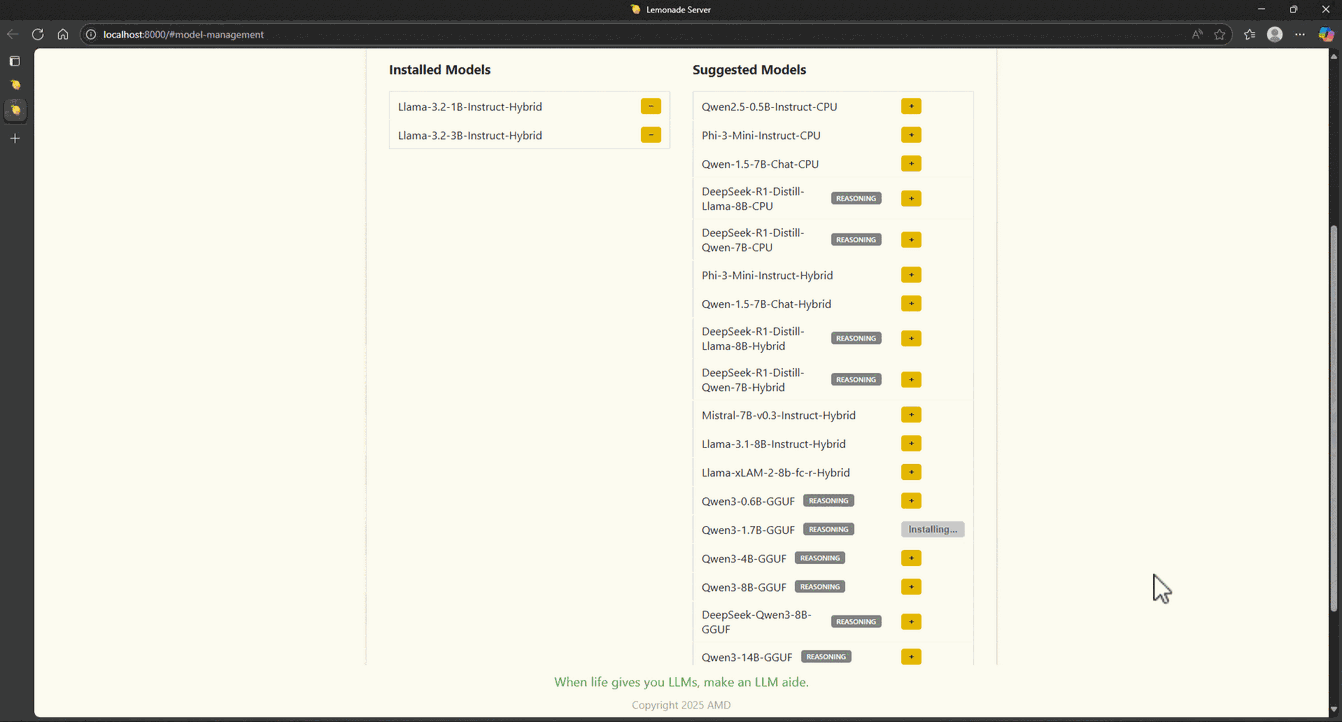 Lemonade Server
localhost:8000/#model-management
Installed Models
Llama-3.2-1B-Instruct-Hybrid -
Llama-3.2-3B-Instruct-Hybrid -
Suggested Models
Qwen2.5-0.5B-Instruct-CPU +
Phi-3-Mini-Instruct-CPU +
Qwen-1.5-7B-Chat-CPU +
DeepSeek-R1-Distill-
Llama-8B-CPU REASONING +
DeepSeek-R1-Distill-
Qwen-7B-CPU REASONING +
Phi-3-Mini-Instruct-Hybrid +
Qwen-1.5-7B-Chat-Hybrid +
DeepSeek-R1-Distill-
Llama-8B-Hybrid REASONING +
DeepSeek-R1-Distill-
Qwen-7B-Hybrid REASONING +
Mistral-7B-v0.3-Instruct-Hybrid +
Llama-3.1-8B-Instruct-Hybrid +
Llama-xLAM-2-8b-fc-r-Hybrid +
Qwen3-0.6B-GGUF REASONING +
Qwen3-1.7B-GGUF REASONING Installing...
Qwen3-4B-GGUF REASONING +
Qwen3-8B-GGUF REASONING +
DeepSeek-Qwen3-8B-
GGUF REASONING +
Qwen3-14B-GGUF REASONING +
When life gives you LLMs, make an LLM aide.
Copyright 2025 AMD